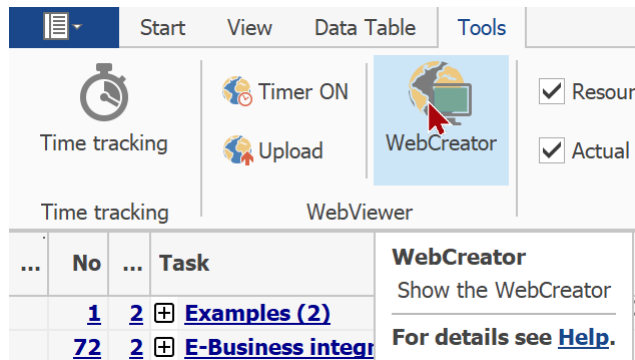 Start View Data Table Tools
Timer ON
Resour
Time tracking
Upload
WebCreator
Actual
Time tracking
WebViewer
... No ... Task
WebCreator
Show the WebCreator
1 2 Examples (2)
72 2 E-Business integr
For details see Help.